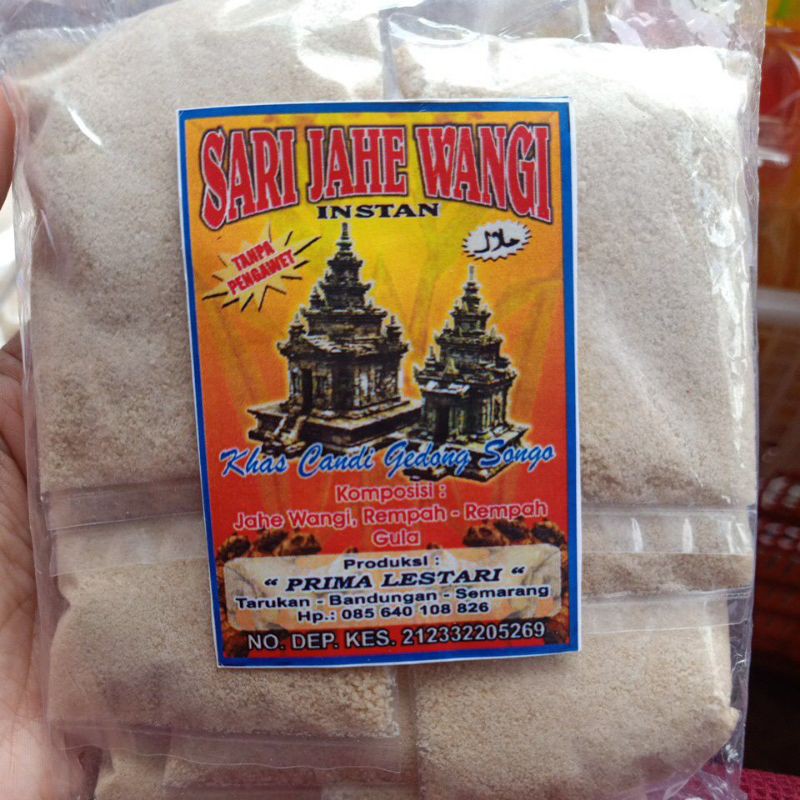 SARI JAHE WANGI
INSTAN
TANPA
PENGAWET
حلال
Khas Candi Gedong Songo
Komposisi :
Jahe Wangi, Rempah - Rempah
Gula
Produksi :
“ PRIMA LESTARI “
Tarukan - Bandungan - Semarang
Hp.: 085 640 108 826
NO. DEP. KES. 212332205269